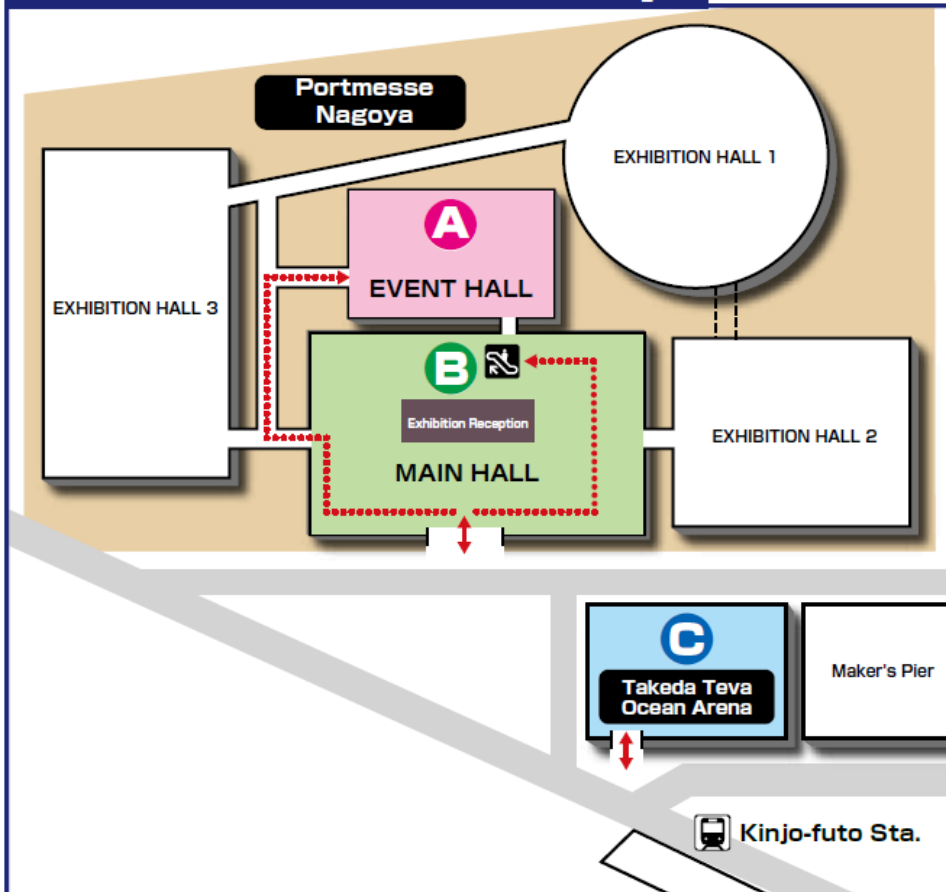 Portmesse
Nagoya
EXHIBITION HALL 1
A
EVENT HALL
EXHIBITION HALL 3
B
Exhibition Reception
MAIN HALL
EXHIBITION HALL 2
C
Takeda Teva
Ocean Arena
Maker's Pier
Kinjo-futo Sta.